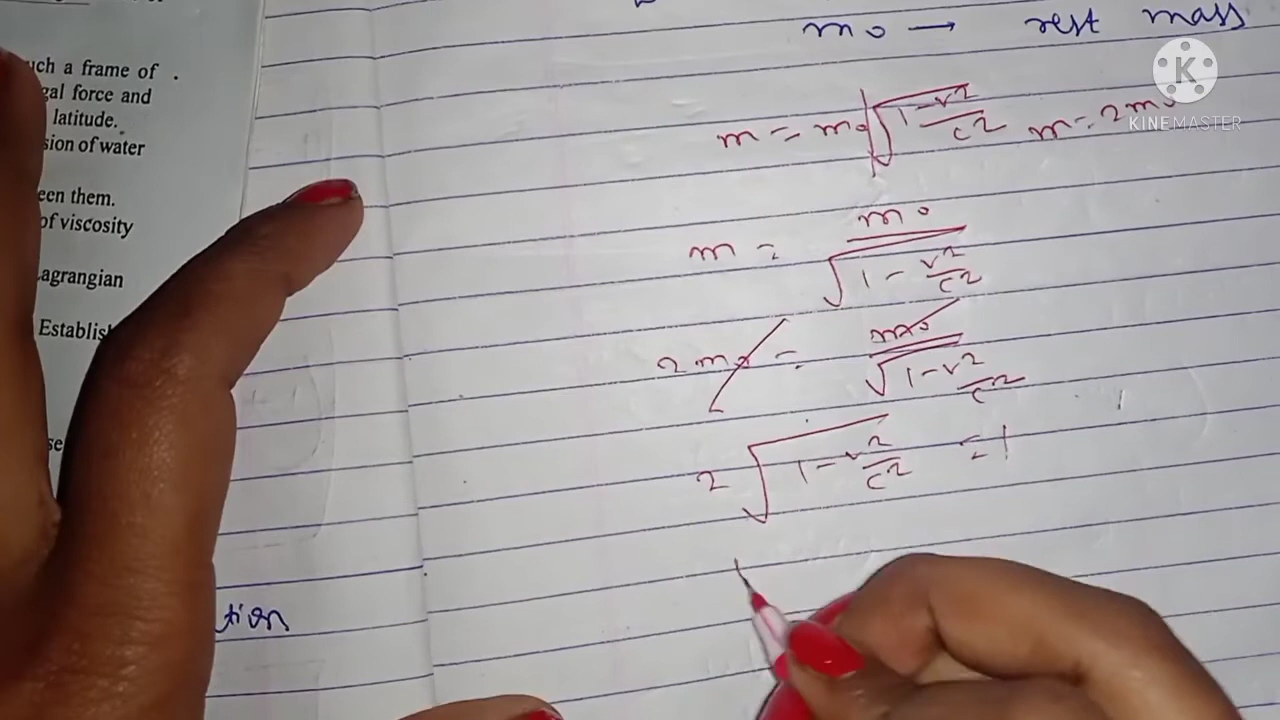 uch a frame of .
gal force and
latitude.
sion of water
een them.
of viscosity
agrangian
Establis
se
tion
m₀ → rest mass
K
KINEMASTER
m = m₀ √1-v²/c² m = 2m₀
m = m₀/√1 - v²/c²
2m₀ = m₀/√1-v²/c²
2 √1-v²/c² = 1